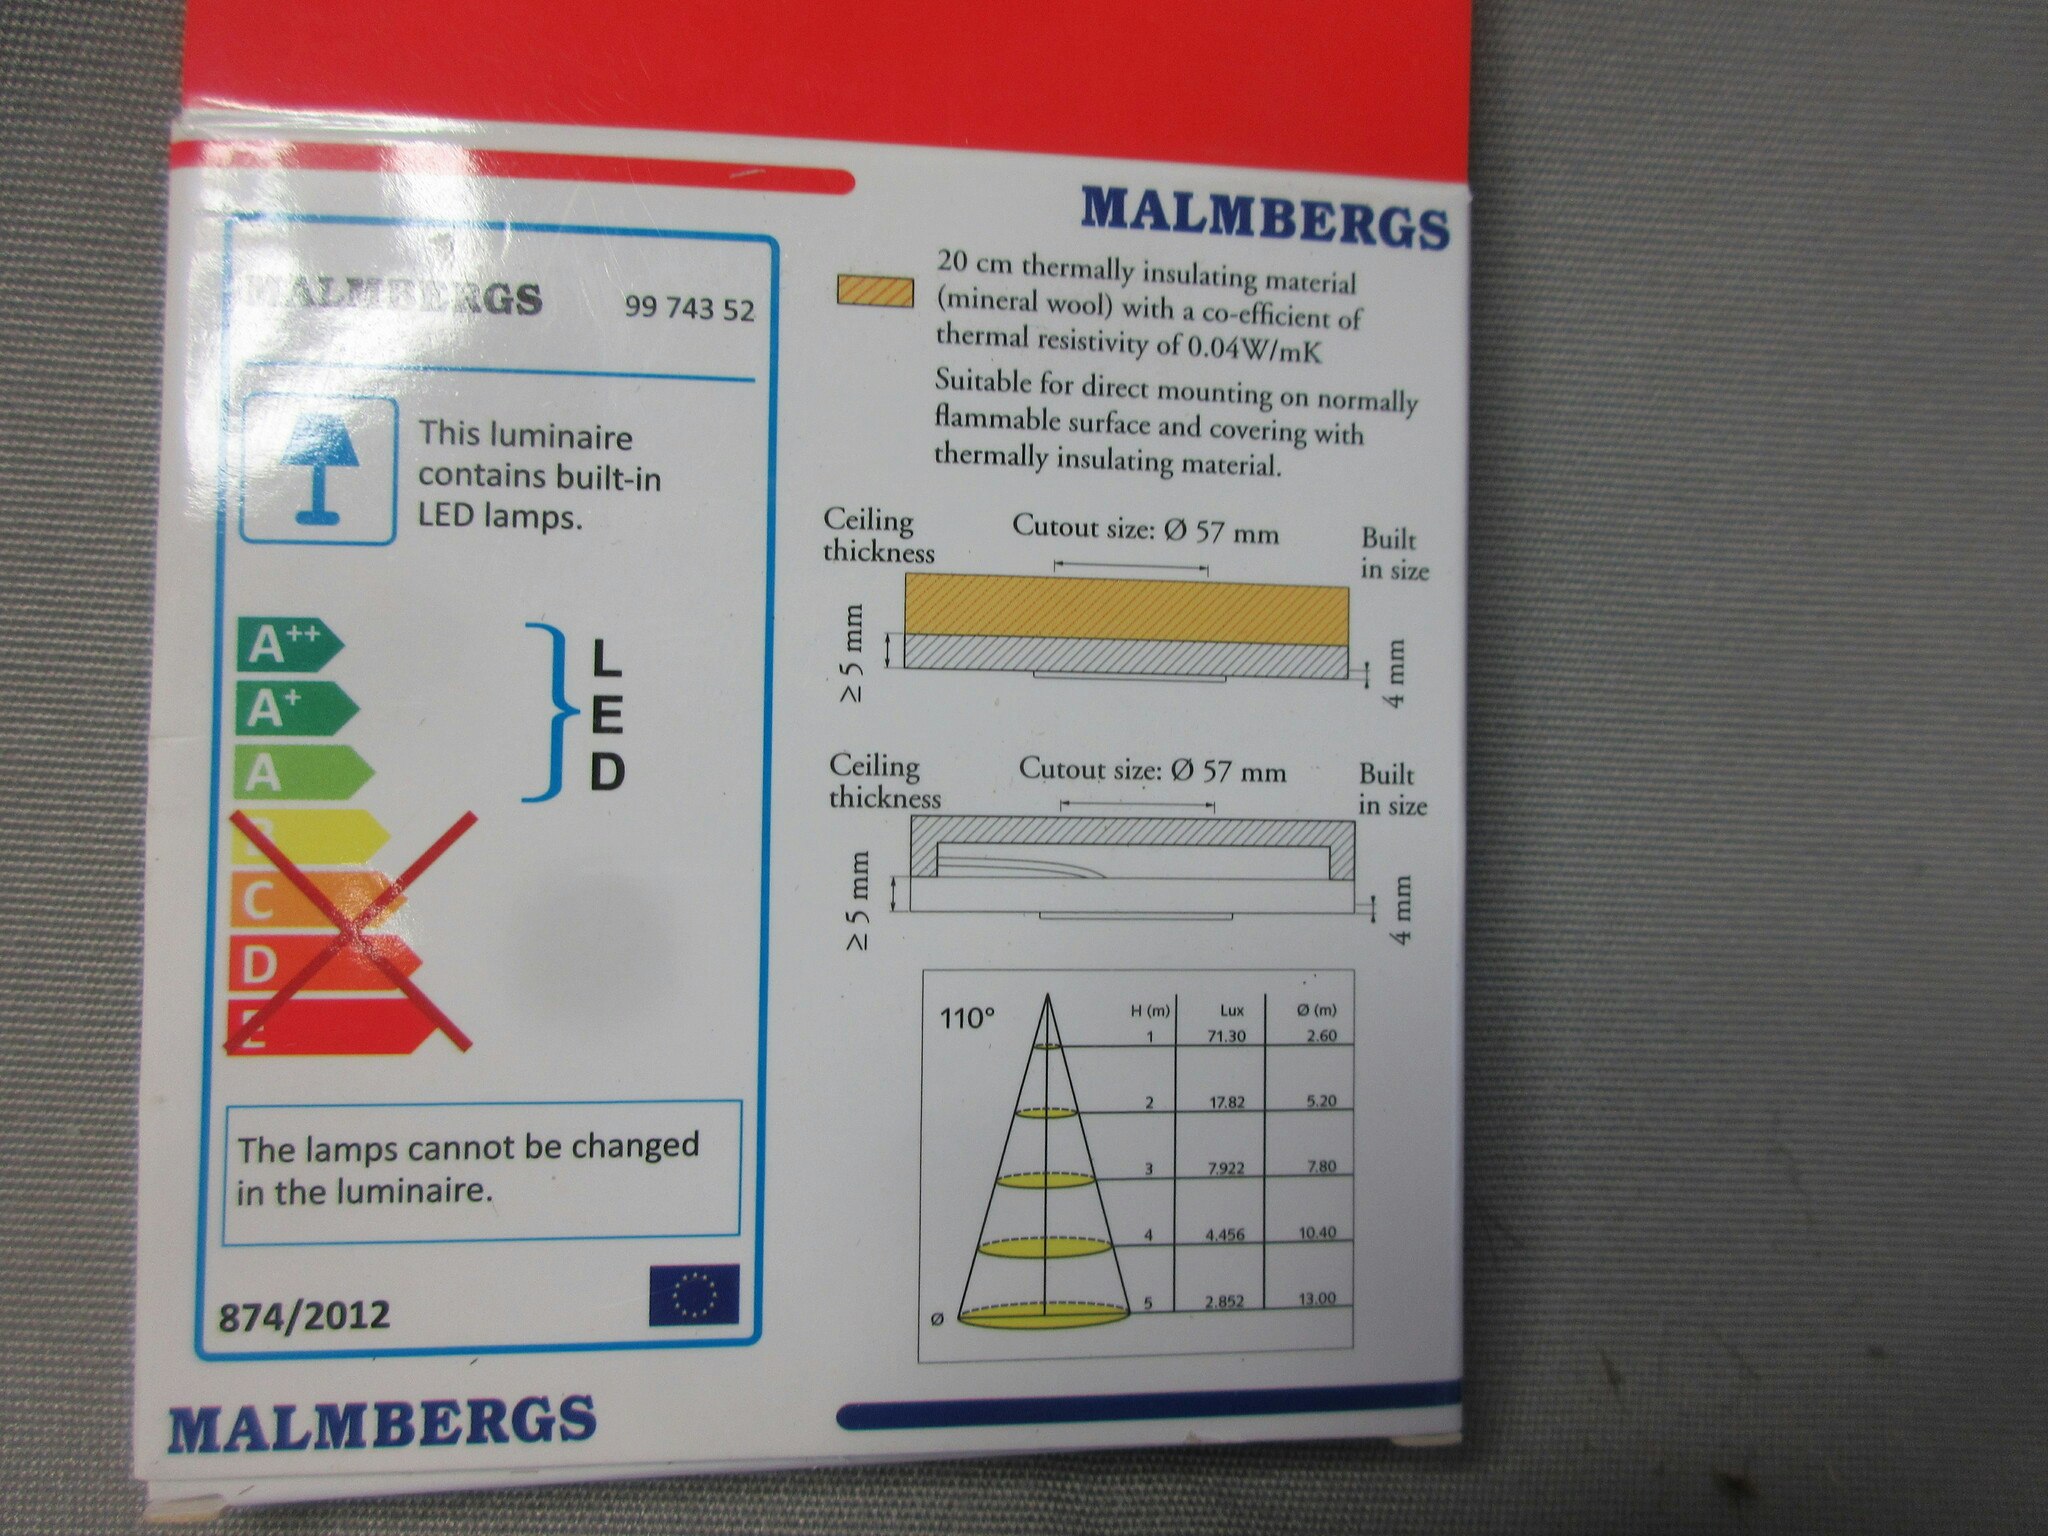 MALMBERGS
99 743 52
This luminaire
contains built-in
LED lamps.
A++
A+
A
B
C
D
E
L
E
D
The lamps cannot be changed
in the luminaire.
874/2012
MALMBERGS
MALMBERGS
20 cm thermally insulating material
(mineral wool) with a co-efficient of
thermal resistivity of 0.04W/mK
Suitable for direct mounting on normally
flammable surface and covering with
thermally insulating material.
Ceiling
thickness
Cutout size: Ø 57 mm
Built
in size
≥ 5 mm
4 mm
Ceiling
thickness
Cutout size: Ø 57 mm
Built
in size
≥ 5 mm
4 mm
110°
H (m) Lux Ø (m)
1 71.30 2.60
2 17.82 5.20
3 7.922 7.80
4 4.456 10.40
5 2.852 13.00
Ø